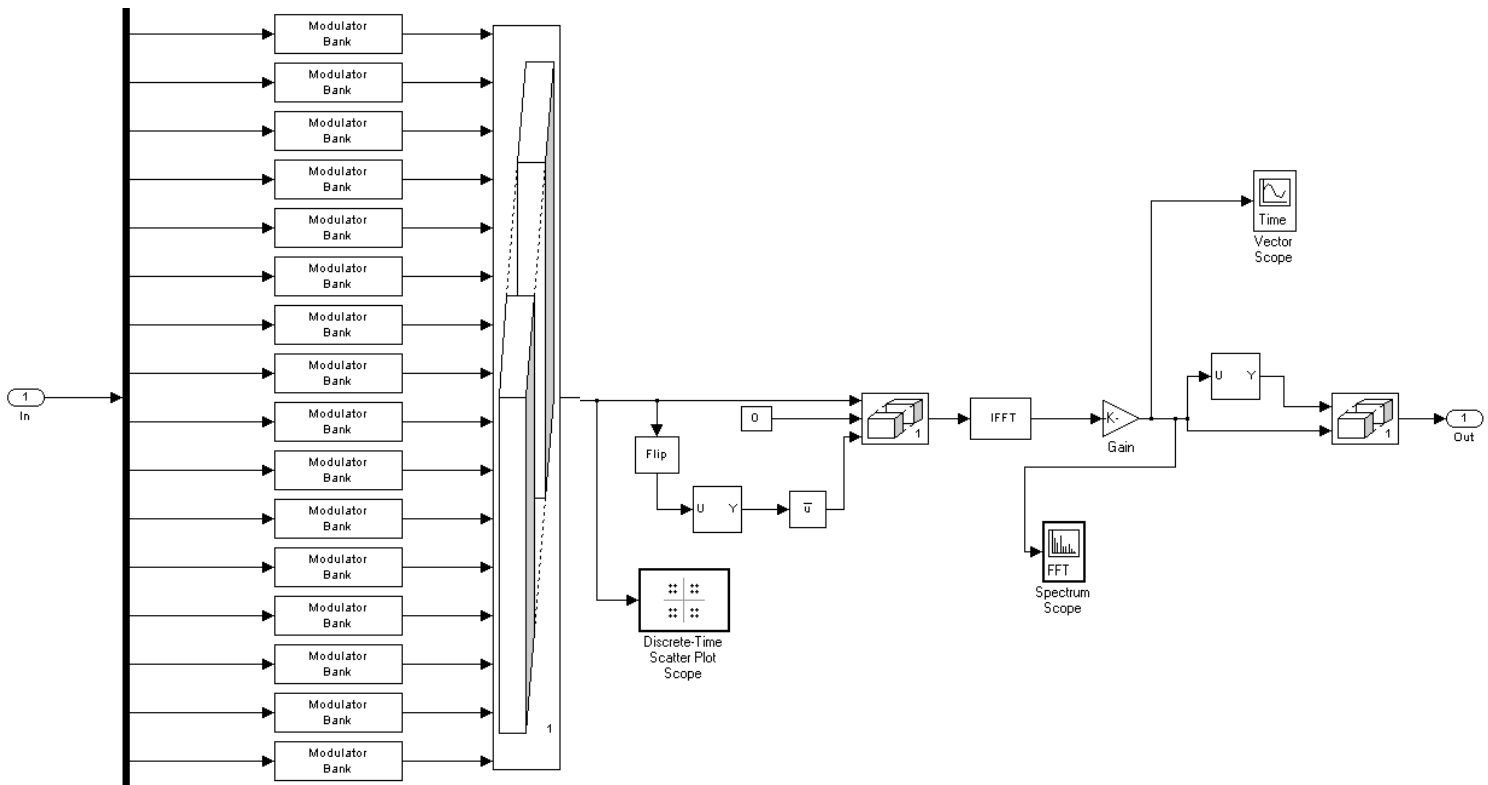 Modulator
Bank
Modulator
Bank
Modulator
Bank
Modulator
Bank
Modulator
Bank
Modulator
Bank
Modulator
Bank
Modulator
Bank
Modulator
Bank
Modulator
Bank
Modulator
Bank
Modulator
Bank
Modulator
Bank
Modulator
Bank
Modulator
Bank
Modulator
Bank
1
In
1
Flip
U Y
u̅
0
1
Discrete-Time
Scatter Plot
Scope
IFFT
K-
Gain
Time
Vector
Scope
FFT
Spectrum
Scope
U Y
1
1
Out